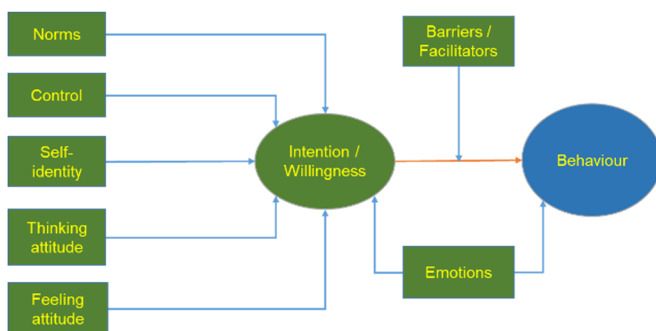 Norms
Control
Self-
identity
Thinking
attitude
Feeling
attitude
Intention /
Willingness
Barriers /
Facilitators
Emotions
Behaviour